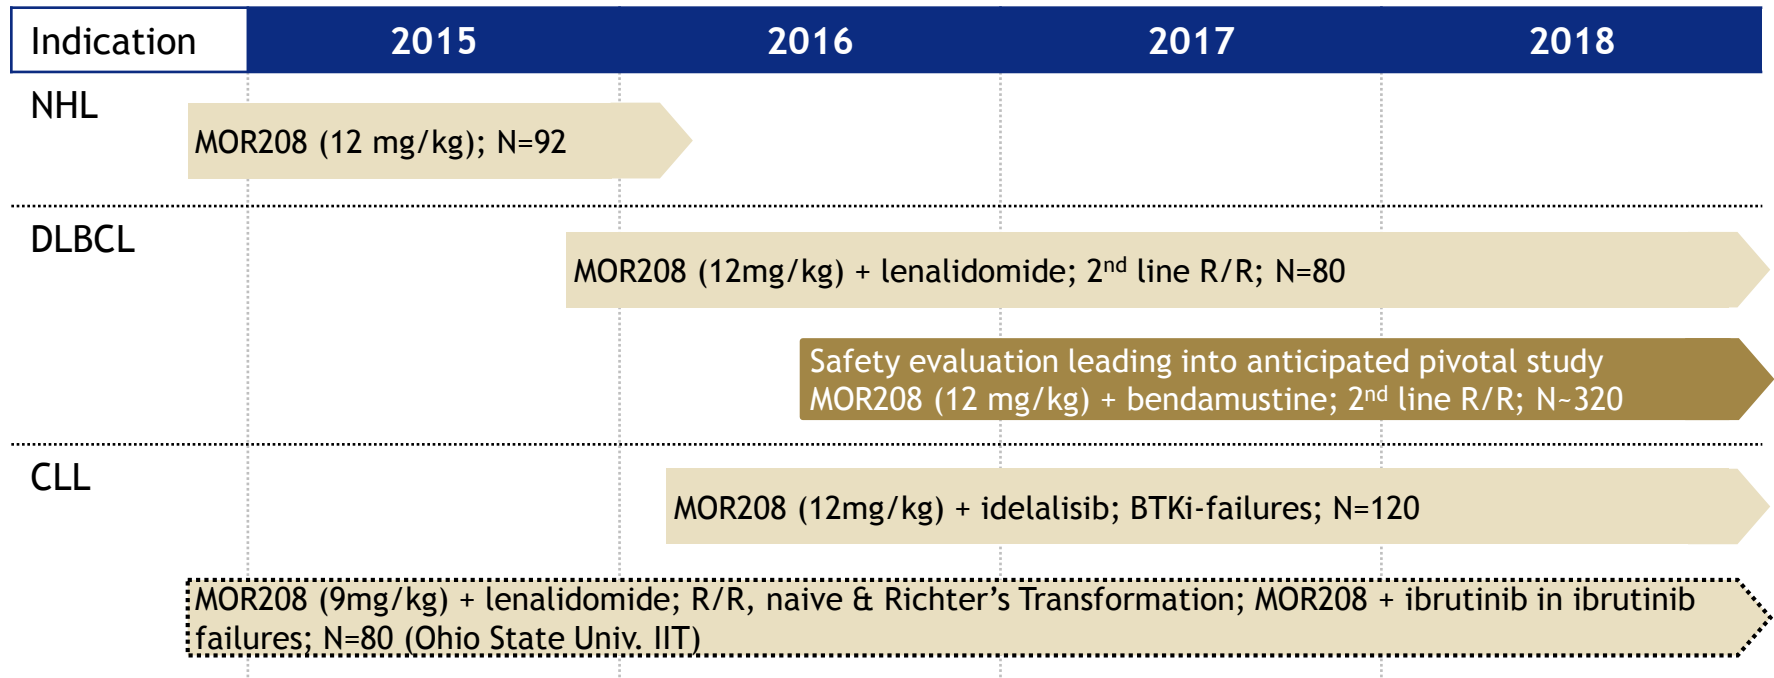 Indication 2015 2016 2017 2018
NHL
MOR208 (12 mg/kg); N=92
DLBCL
MOR208 (12mg/kg) + lenalidomide; 2nd line R/R; N=80
Safety evaluation leading into anticipated pivotal study
MOR208 (12 mg/kg) + bendamustine; 2nd line R/R; N~320
CLL
MOR208 (12mg/kg) + idelalisib; BTKi-failures; N=120
MOR208 (9mg/kg) + lenalidomide; R/R, naive & Richter’s Transformation; MOR208 + ibrutinib in ibrutinib
failures; N=80 (Ohio State Univ. IIT)